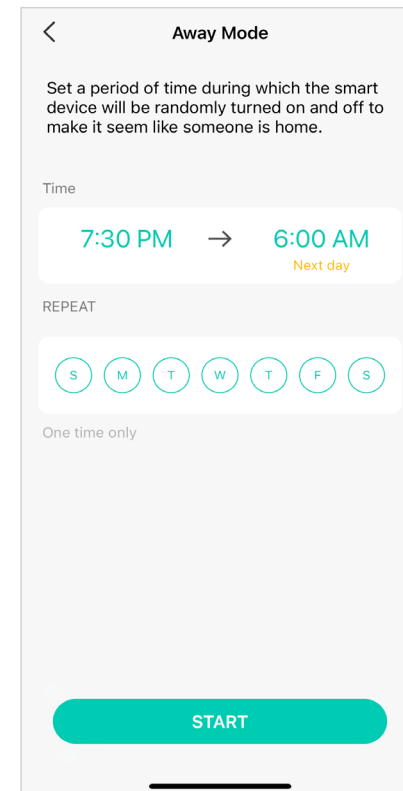 Away Mode
Set a period of time during which the smart
device will be randomly turned on and off to
make it seem like someone is home.
Time
7:30 PM → 6:00 AM
Next day
REPEAT
S M T W T F S
One time only
START